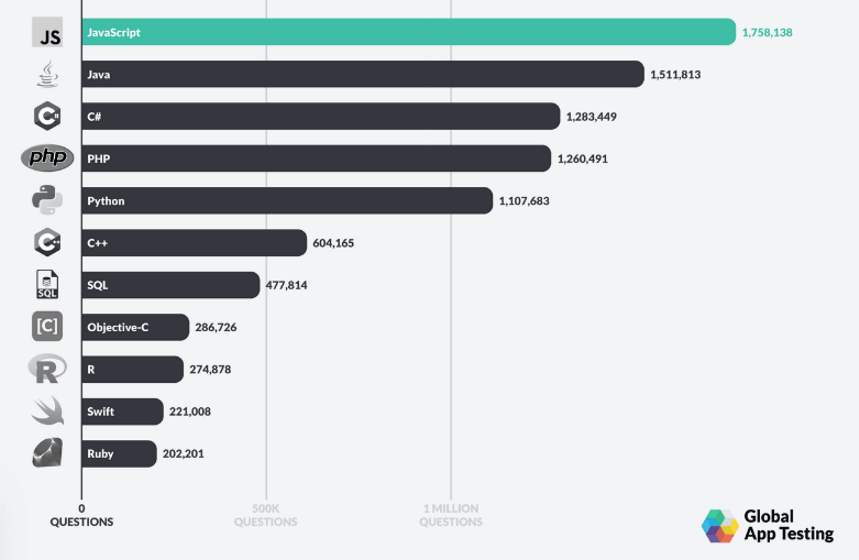 JS
JavaScript 1,758,138
Java 1,511,813
C# C# 1,283,449
php PHP 1,260,491
Python 1,107,683
C++ C++ 604,165
SQL SQL 477,814
[C] Objective-C 286,726
R R 274,878
Swift 221,008
Ruby 202,201
0 500K 1 MILLION
QUESTIONS QUESTIONS QUESTIONS
Global
App Testing